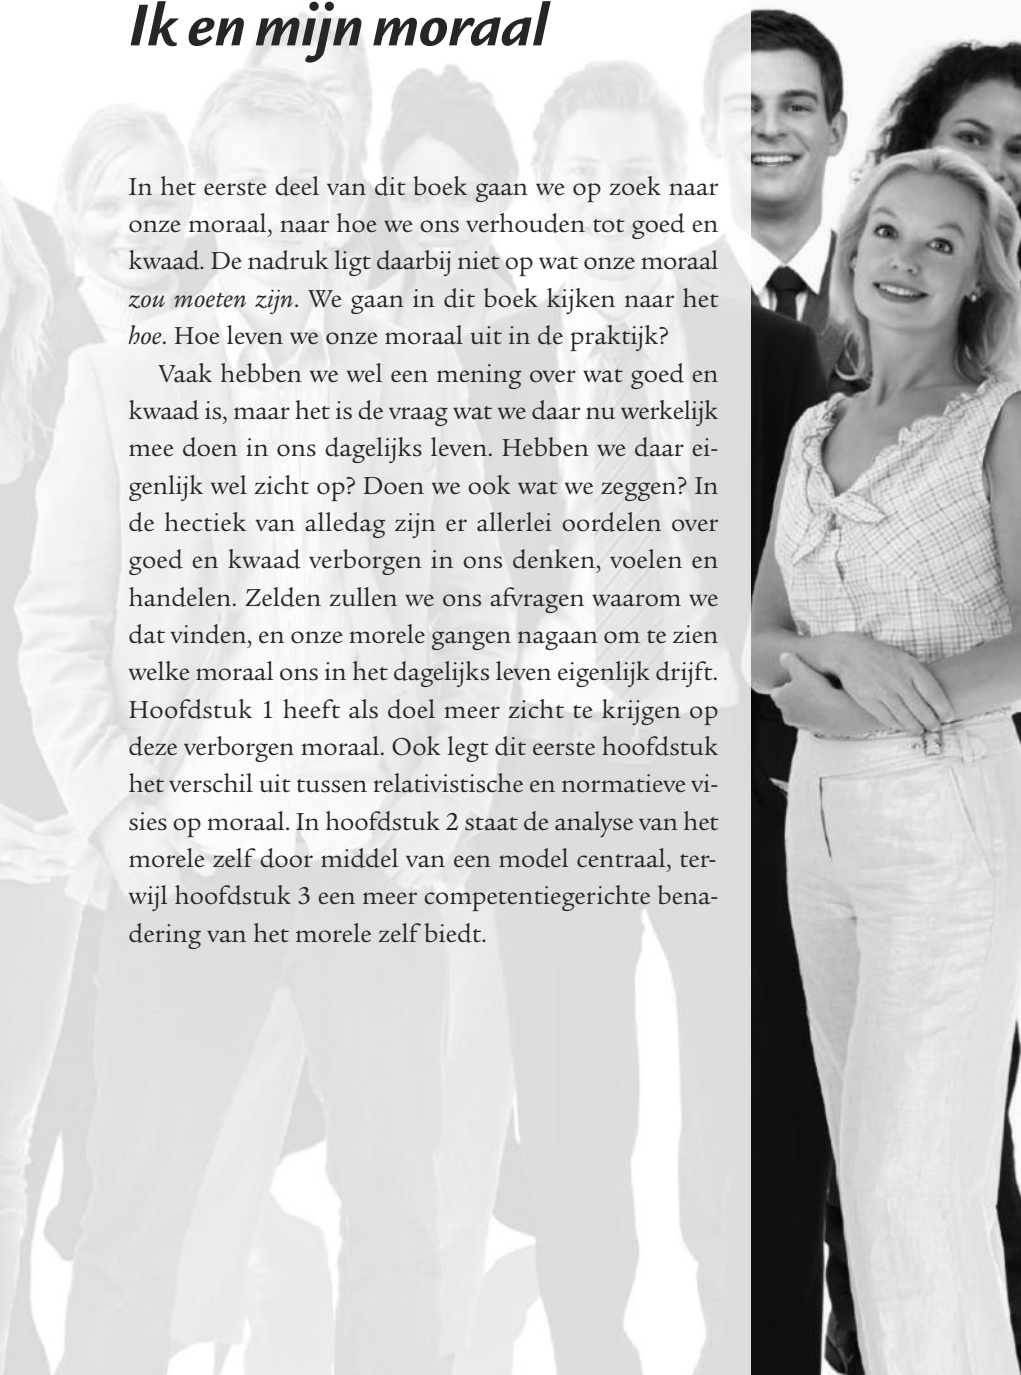 Ik en mijn moraal
In het eerste deel van dit boek gaan we op zoek naar
onze moraal, naar hoe we ons verhouden tot goed en
kwaad. De nadruk ligt daarbij niet op wat onze moraal
zou moeten zijn. We gaan in dit boek kijken naar het
hoe. Hoe leven we onze moraal uit in de praktijk?
Vaak hebben we wel een mening over wat goed en
kwaad is, maar het is de vraag wat we daar nu werkelijk
mee doen in ons dagelijks leven. Hebben we daar ei-
genlijk wel zicht op? Doen we ook wat we zeggen? In
de hectiek van alledag zijn er allerlei oordelen over
goed en kwaad verborgen in ons denken, voelen en
handelen. Zelden zullen we ons afvragen waarom we
dat vinden, en onze morele gangen nagaan om te zien
welke moraal ons in het dagelijks leven eigenlijk drijft.
Hoofdstuk 1 heeft als doel meer zicht te krijgen op
deze verborgen moraal. Ook legt dit eerste hoofdstuk
het verschil uit tussen relativistische en normatieve vi-
sies op moraal. In hoofdstuk 2 staat de analyse van het
morele zelf door middel van een model centraal, ter-
wijl hoofdstuk 3 een meer competentiegerichte bena-
dering van het morele zelf biedt.